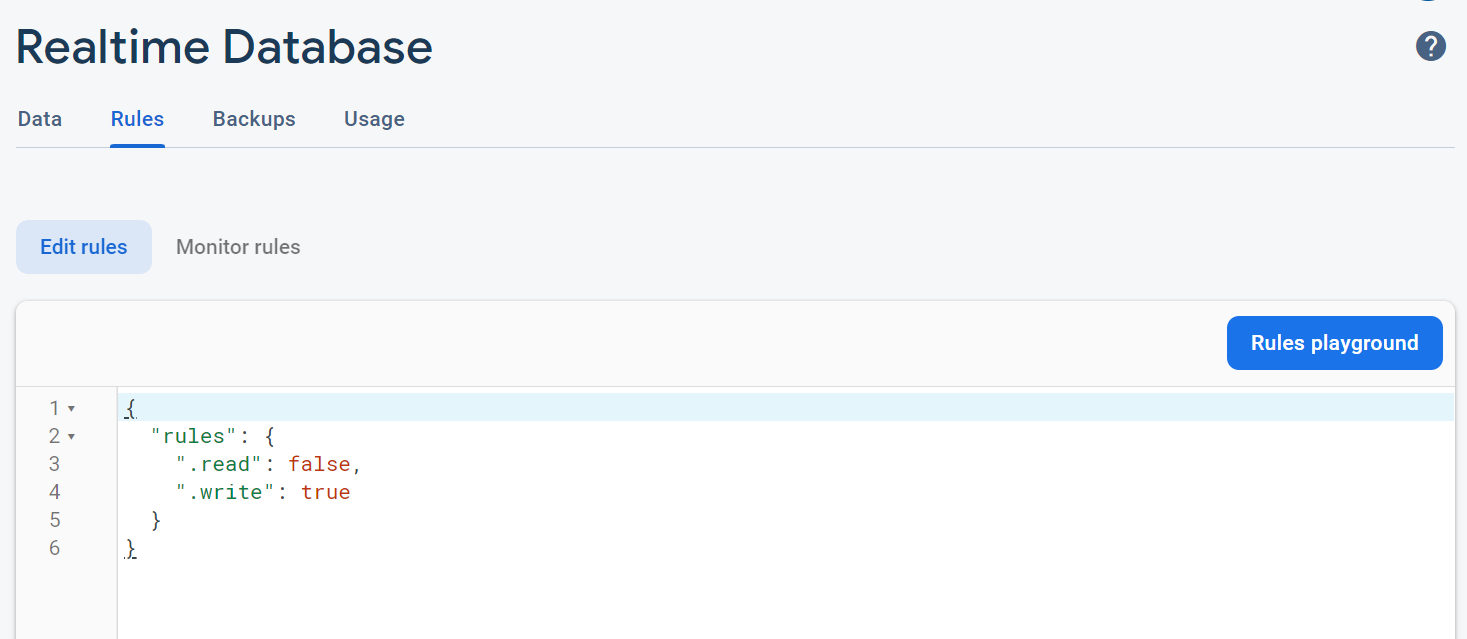 Realtime Database
?
Data Rules Backups Usage
Edit rules Monitor rules
Rules playground
1 {
2 "rules": {
3 ".read": false,
4 ".write": true
5 }
6 }